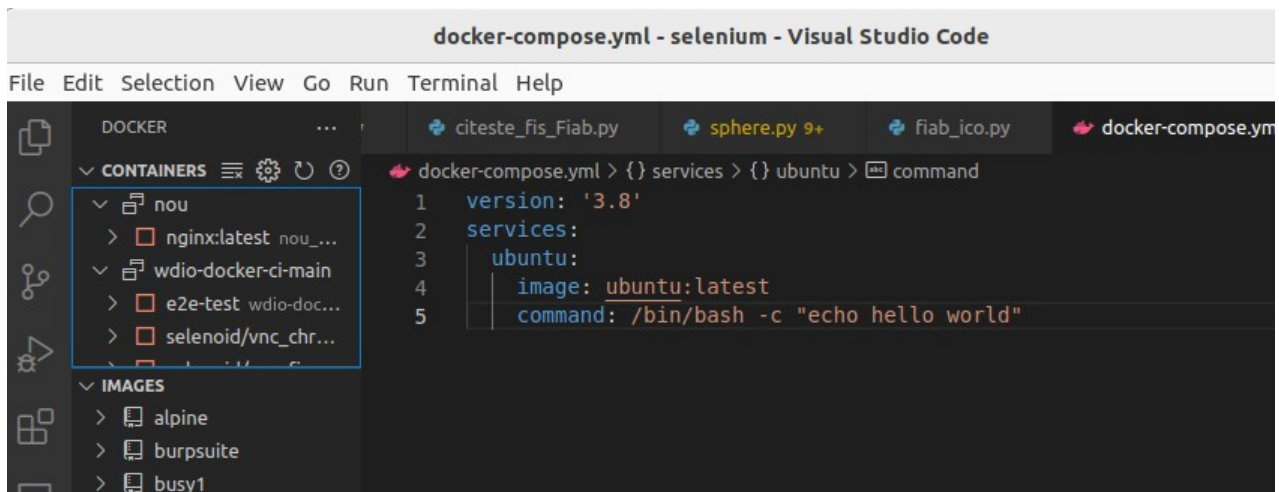 docker-compose.yml - selenium - Visual Studio Code
File Edit Selection View Go Run Terminal Help
DOCKER ...
citeste_fis_Fiab.py
sphere.py 9+
fiab_ico.py
docker-compose.ym
CONTAINERS
docker-compose.yml > {} services > {} ubuntu > abc command
nou
nginx:latest nou_...
wdio-docker-ci-main
e2e-test wdio-doc...
selenoid/vnc_chr...
IMAGES
alpine
burpsuite
busy1
1 version: '3.8'
2 services:
3 ubuntu:
4 image: ubuntu:latest
5 command: /bin/bash -c "echo hello world"